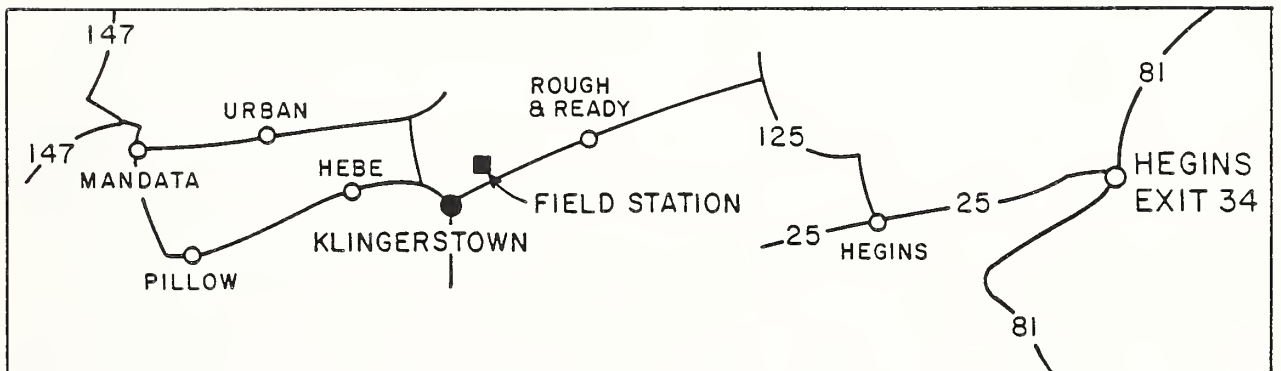 147
81
ROUGH
& READY
URBAN
125
147
HEBE
HEGINS
EXIT 34
MANDATA
FIELD STATION
25
KLINGERSTOWN
25
HEGINS
PILLOW
81